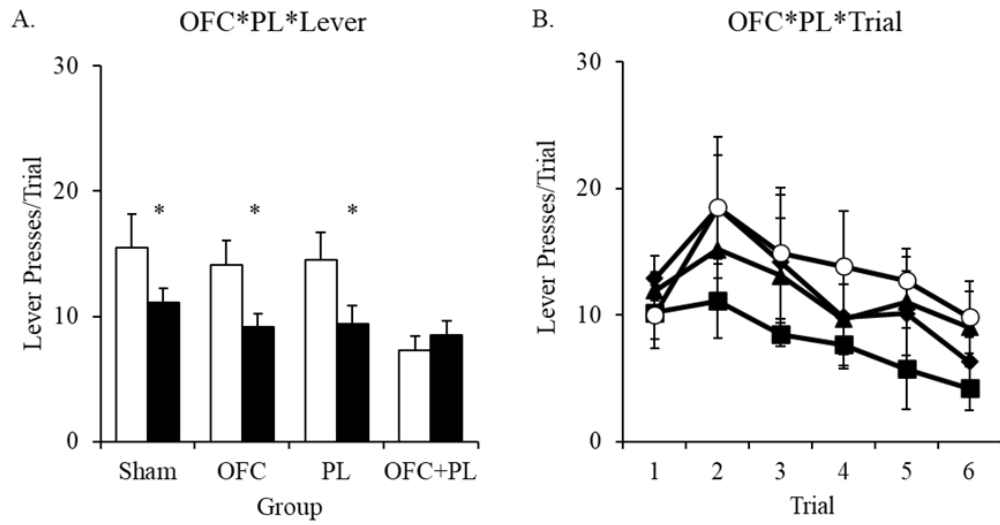 A.
OFC*PL*Lever
30
20
10
0
Lever Presses/Trial
* * *
Sham OFC PL OFC+PL
Group
B.
OFC*PL*Trial
30
20
10
0
Lever Presses/Trial
1 2 3 4 5 6
Trial